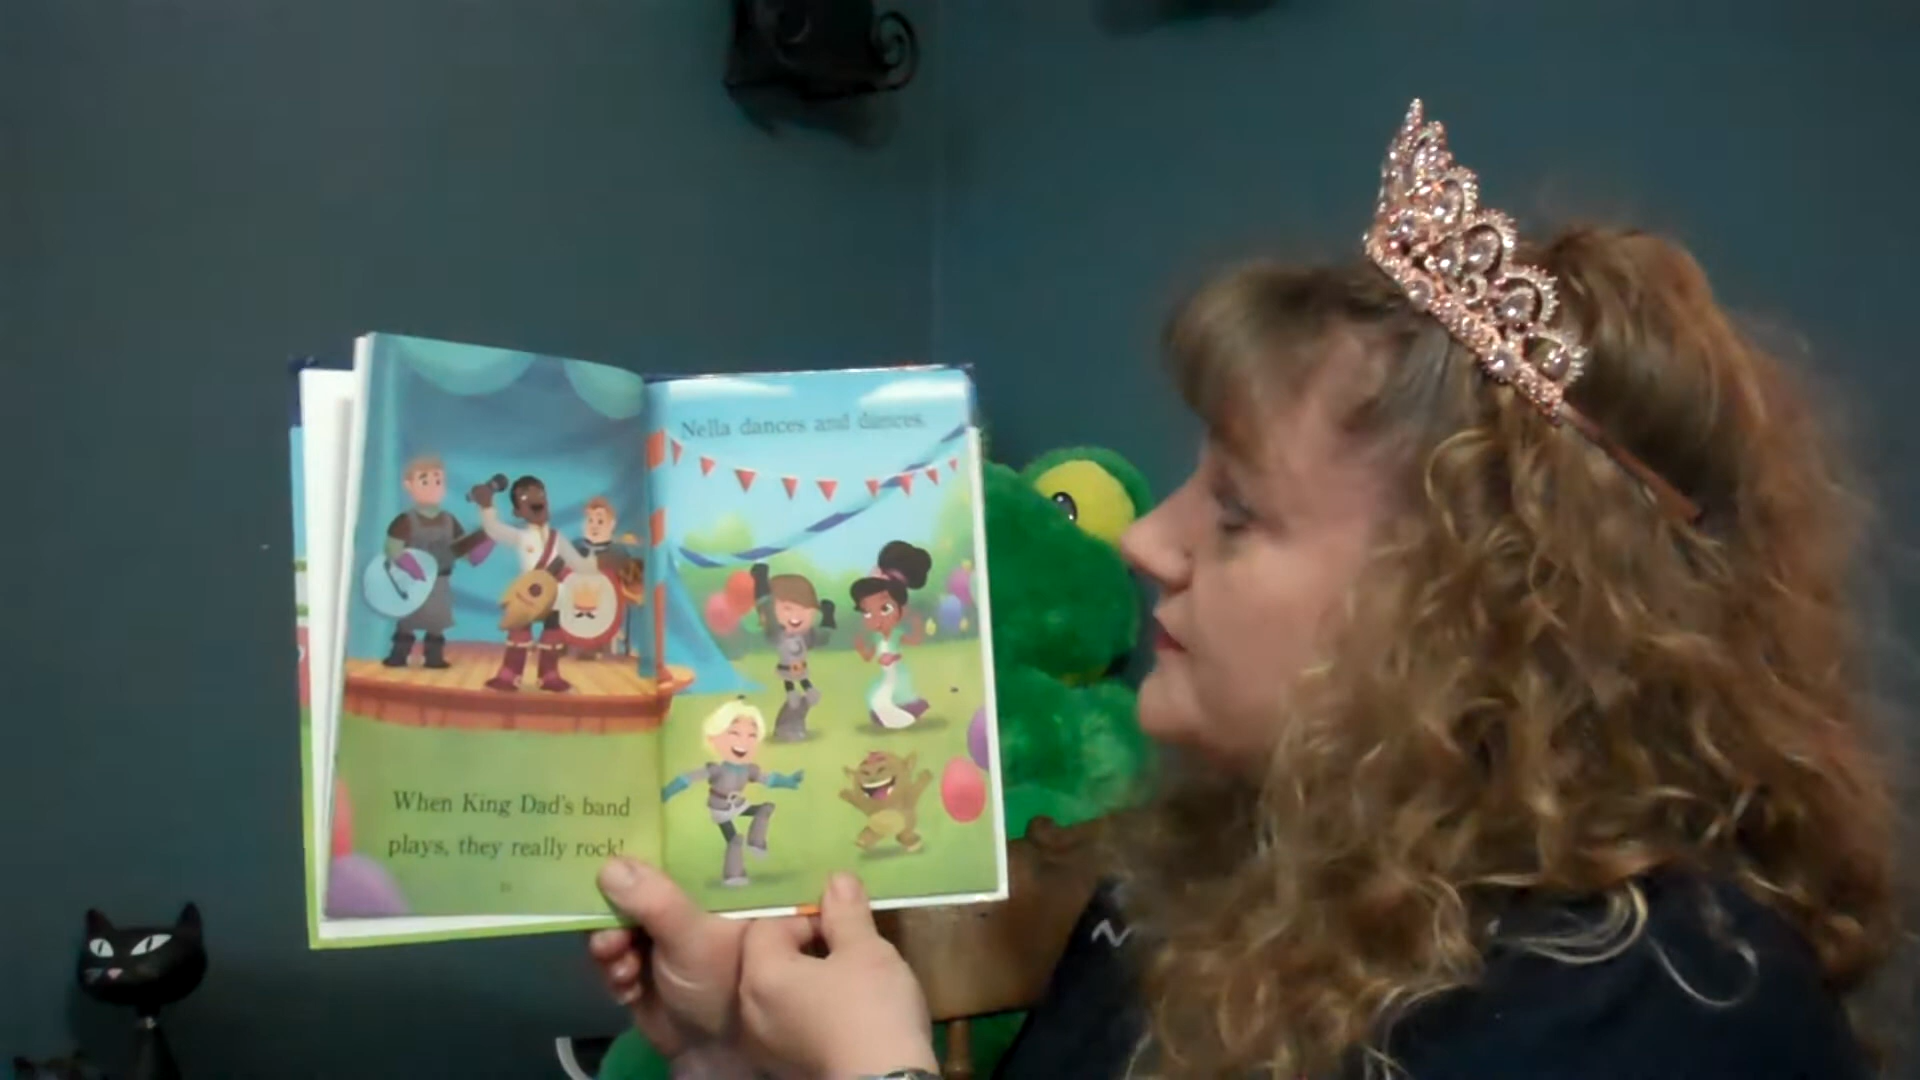 When King Dad's band
plays, they really rock!
Nella dances and dances.